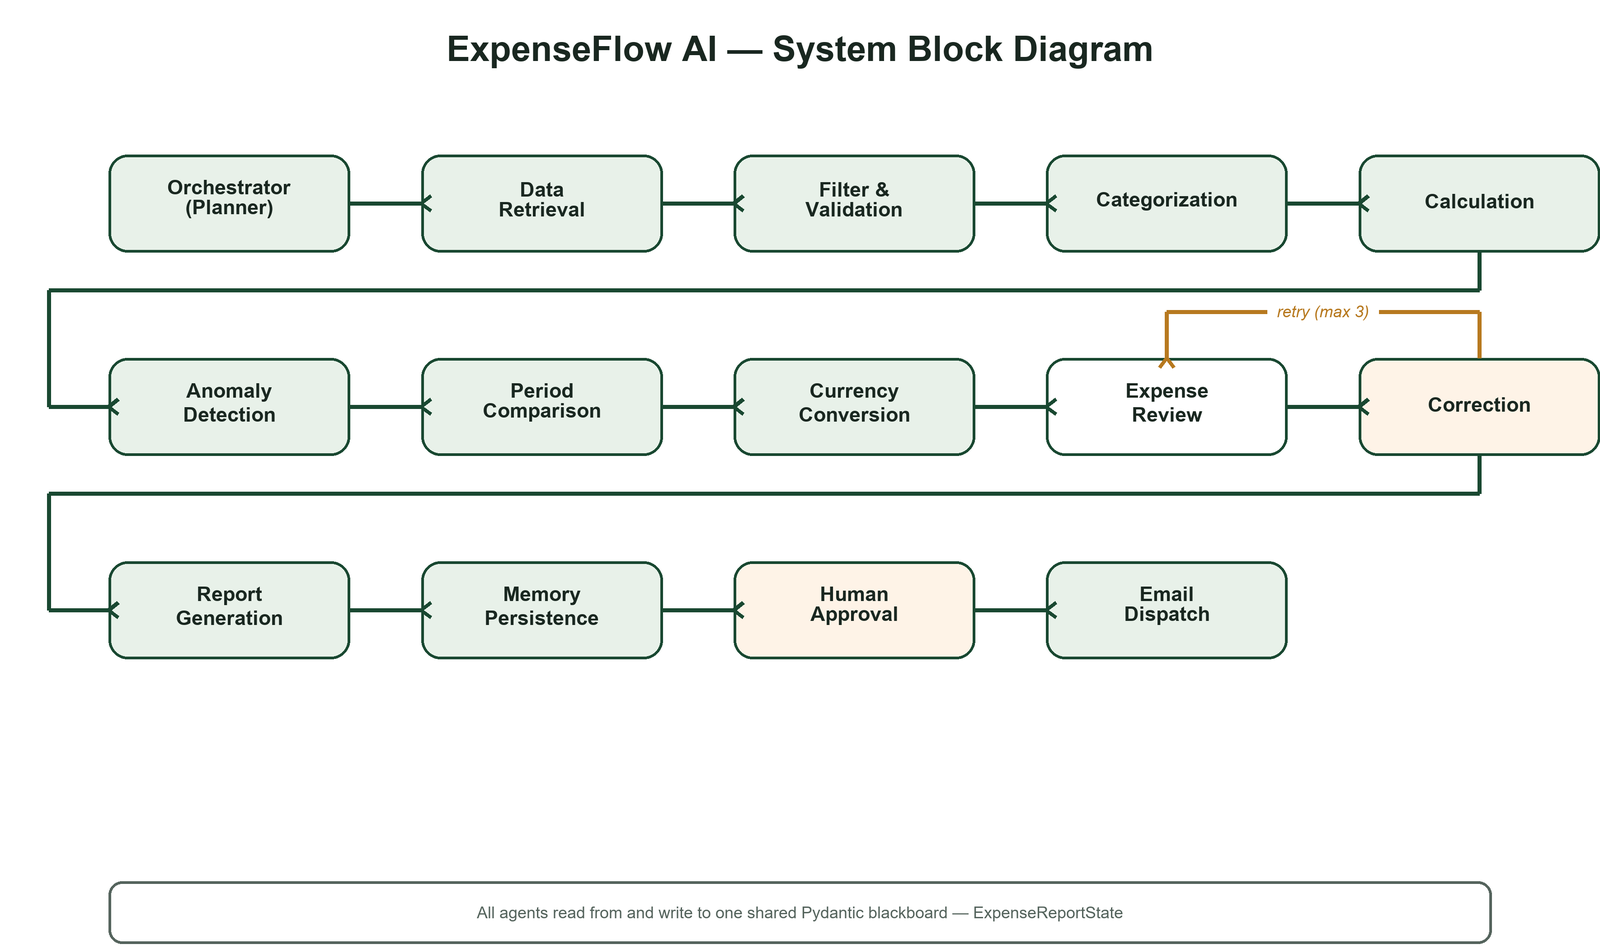 ExpenseFlow AI — System Block Diagram
Orchestrator
(Planner)
Data
Retrieval
Filter &
Validation
Categorization
Calculation
retry (max 3)
Anomaly
Detection
Period
Comparison
Currency
Conversion
Expense
Review
Correction
Report
Generation
Memory
Persistence
Human
Approval
Email
Dispatch
All agents read from and write to one shared Pydantic blackboard — ExpenseReportState